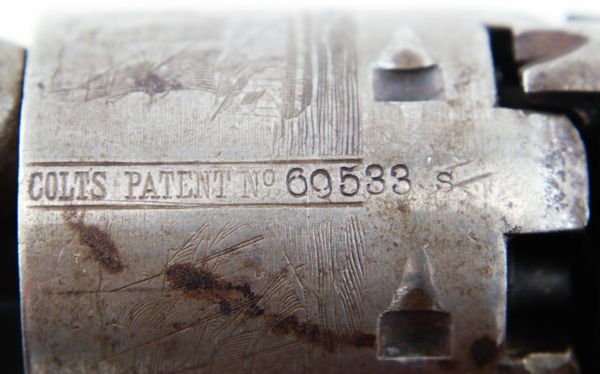 COLTS PATENT No 69533 S